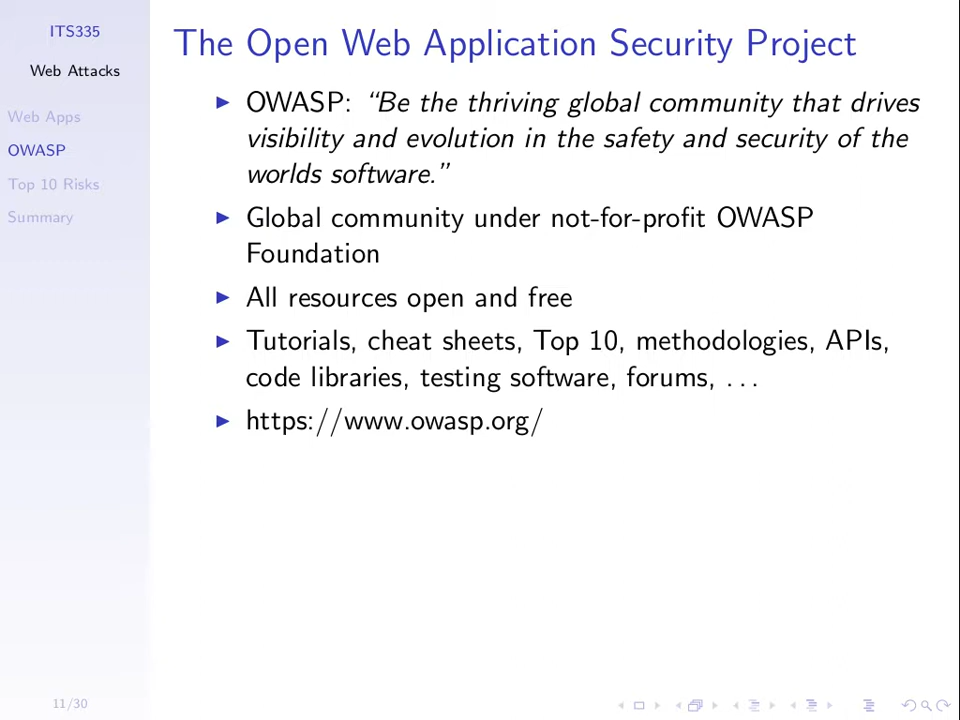 ITS335
Web Attacks
Web Apps
OWASP
Top 10 Risks
Summary
The Open Web Application Security Project
OWASP: “Be the thriving global community that drives
visibility and evolution in the safety and security of the
worlds software.”
Global community under not-for-profit OWASP
Foundation
All resources open and free
Tutorials, cheat sheets, Top 10, methodologies, APIs,
code libraries, testing software, forums, . . .
https://www.owasp.org/
11/30